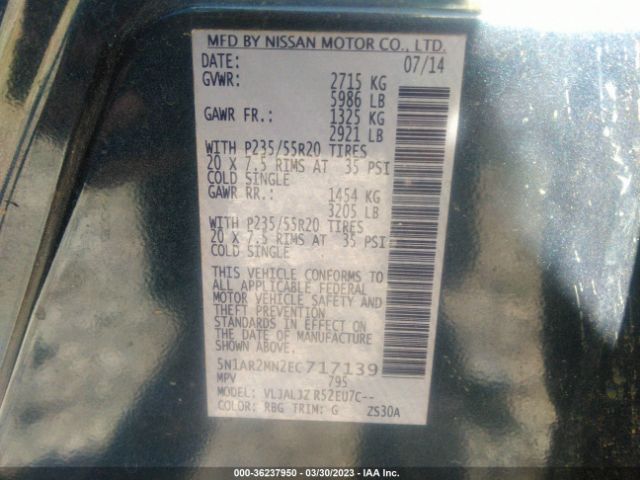 MFD BY NISSAN MOTOR CO., LTD.
DATE: 07/14
GVWR: 2715 KG
5986 LB
GAWR FR.: 1325 KG
2921 LB
WITH P235/55R20 TIRES
20 X 7.5 RIMS AT 35 PSI
COLD SINGLE
GAWR RR.: 1454 KG
3205 LB
WITH P235/55R20 TIRES
20 X 7.5 RIMS AT 35 PSI
COLD SINGLE
THIS VEHICLE CONFORMS TO
ALL APPLICABLE FEDERAL
MOTOR VEHICLE SAFETY AND
THEFT PREVENTION
STANDARDS IN EFFECT ON
THE DATE OF MANUFACTURE
SHOWN ABOVE.
5N1AR2MN2EC717139
MPV 795
MODEL:
COLOR: RBG TRIM: G ZS30A
000-36237950 - 03/30/2023 - IAA Inc.